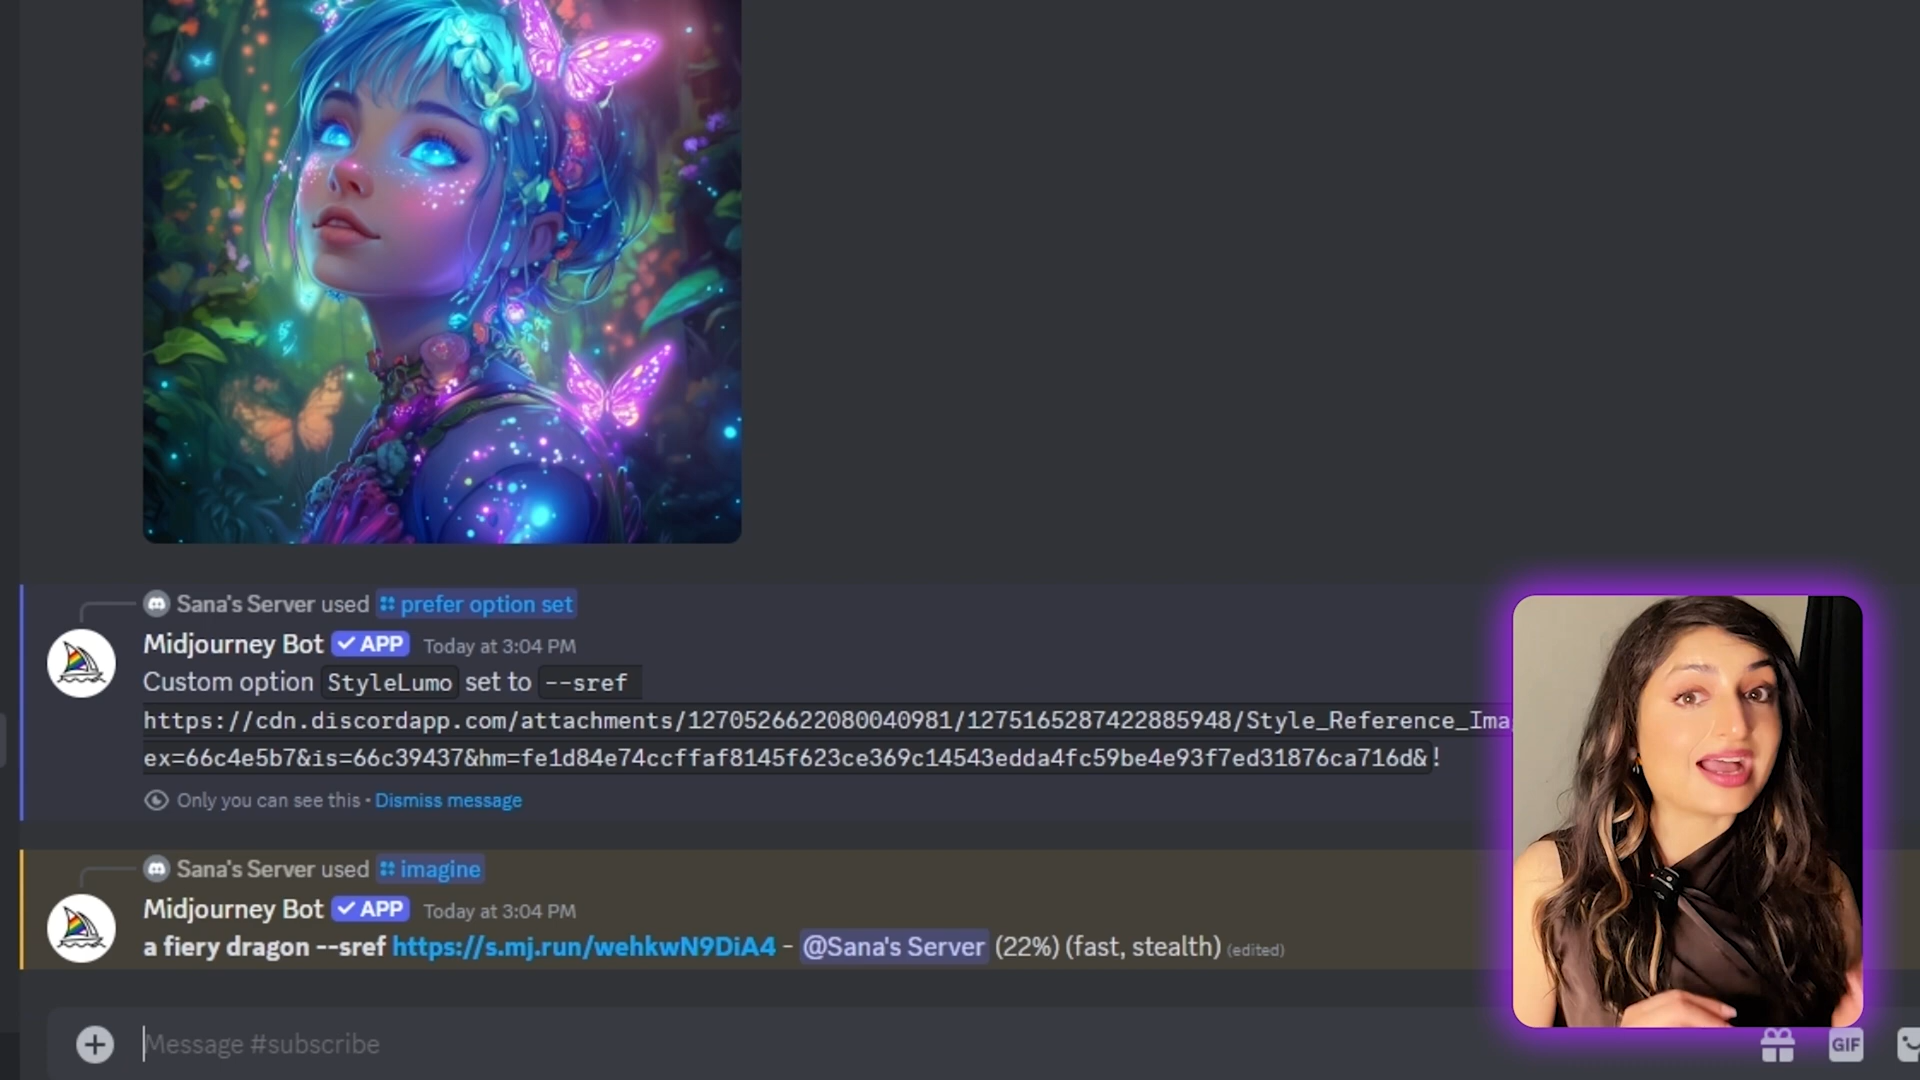 Sana's Server used prefer option set
Midjourney Bot APP Today at 3:04 PM
Custom option StyleLumo set to --sref
https://cdn.discordapp.com/attachments/1270526622080040981/1275165287422885948/Style_Reference_Ima
ex=66c4e5b7&is=66c39437&hm=fe1d84e74ccffaf8145f623ce369c14543edda4fc59be4e93f7ed31876ca716d&!
Only you can see this • Dismiss message
Sana's Server used imagine
Midjourney Bot APP Today at 3:04 PM
a fiery dragon --sref https://s.mj.run/wehkwN9DiA4 - @Sana's Server (22%) (fast, stealth) (edited)
Message #subscribe
GIF